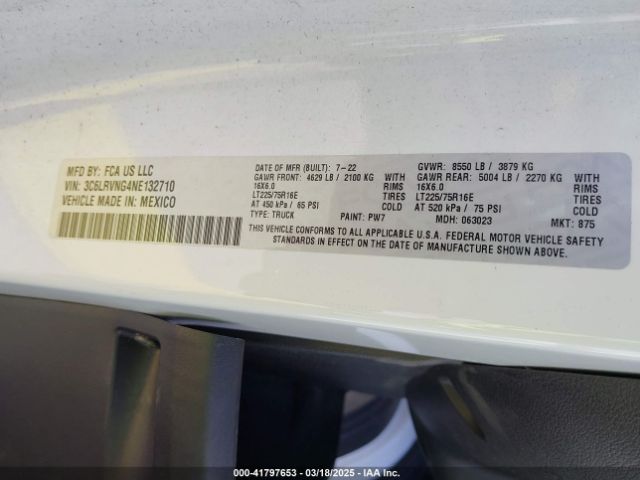 MFD BY: FCA US LLC
VIN: 3C6LRVNG4NE132710
VEHICLE MADE IN: MEXICO
DATE OF MFR (BUILT): 7-22
GAWR FRONT: 4629 LB / 2100 KG WITH
16X6.0 RIMS
LT225/75R16E TIRES
AT 450 kPa / 65 PSI COLD
TYPE: TRUCK PAINT: PW7
GVWR: 8550 LB / 3879 KG
GAWR REAR: 5004 LB / 2270 KG WITH
16X6.0 RIMS
LT225/75R16E TIRES
AT 520 kPa / 75 PSI COLD
MDH: 063023 MKT: 875
THIS VEHICLE CONFORMS TO ALL APPLICABLE U.S.A. FEDERAL MOTOR VEHICLE SAFETY
STANDARDS IN EFFECT ON THE DATE OF MANUFACTURE SHOWN ABOVE.
000-41797653 — 03/18/2025 — IAA Inc.